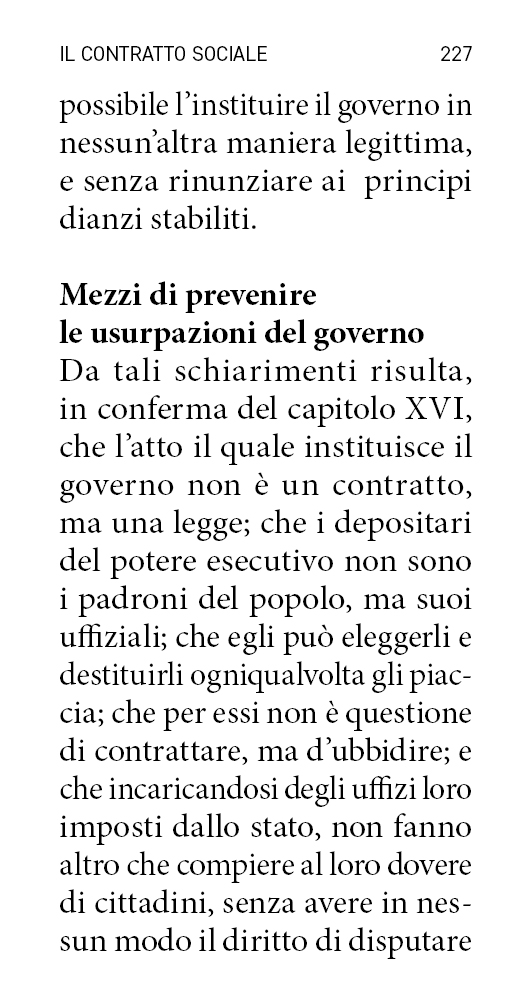 IL CONTRATTO SOCIALE 227
possibile l’instituire il governo in
nessun’altra maniera legittima,
e senza rinunziare ai principi
dianzi stabiliti.
Mezzi di prevenire
le usurpazioni del governo
Da tali schiarimenti risulta,
in conferma del capitolo XVI,
che l’atto il quale instituisce il
governo non è un contratto,
ma una legge; che i depositari
del potere esecutivo non sono
i padroni del popolo, ma suoi
uffiziali; che egli può eleggerli e
destituirli ogniqualvolta gli piac-
cia; che per essi non è questione
di contrattare, ma d’ubbidire; e
che incaricandosi degli uffizi loro
imposti dallo stato, non fanno
altro che compiere al loro dovere
di cittadini, senza avere in nes-
sun modo il diritto di disputare